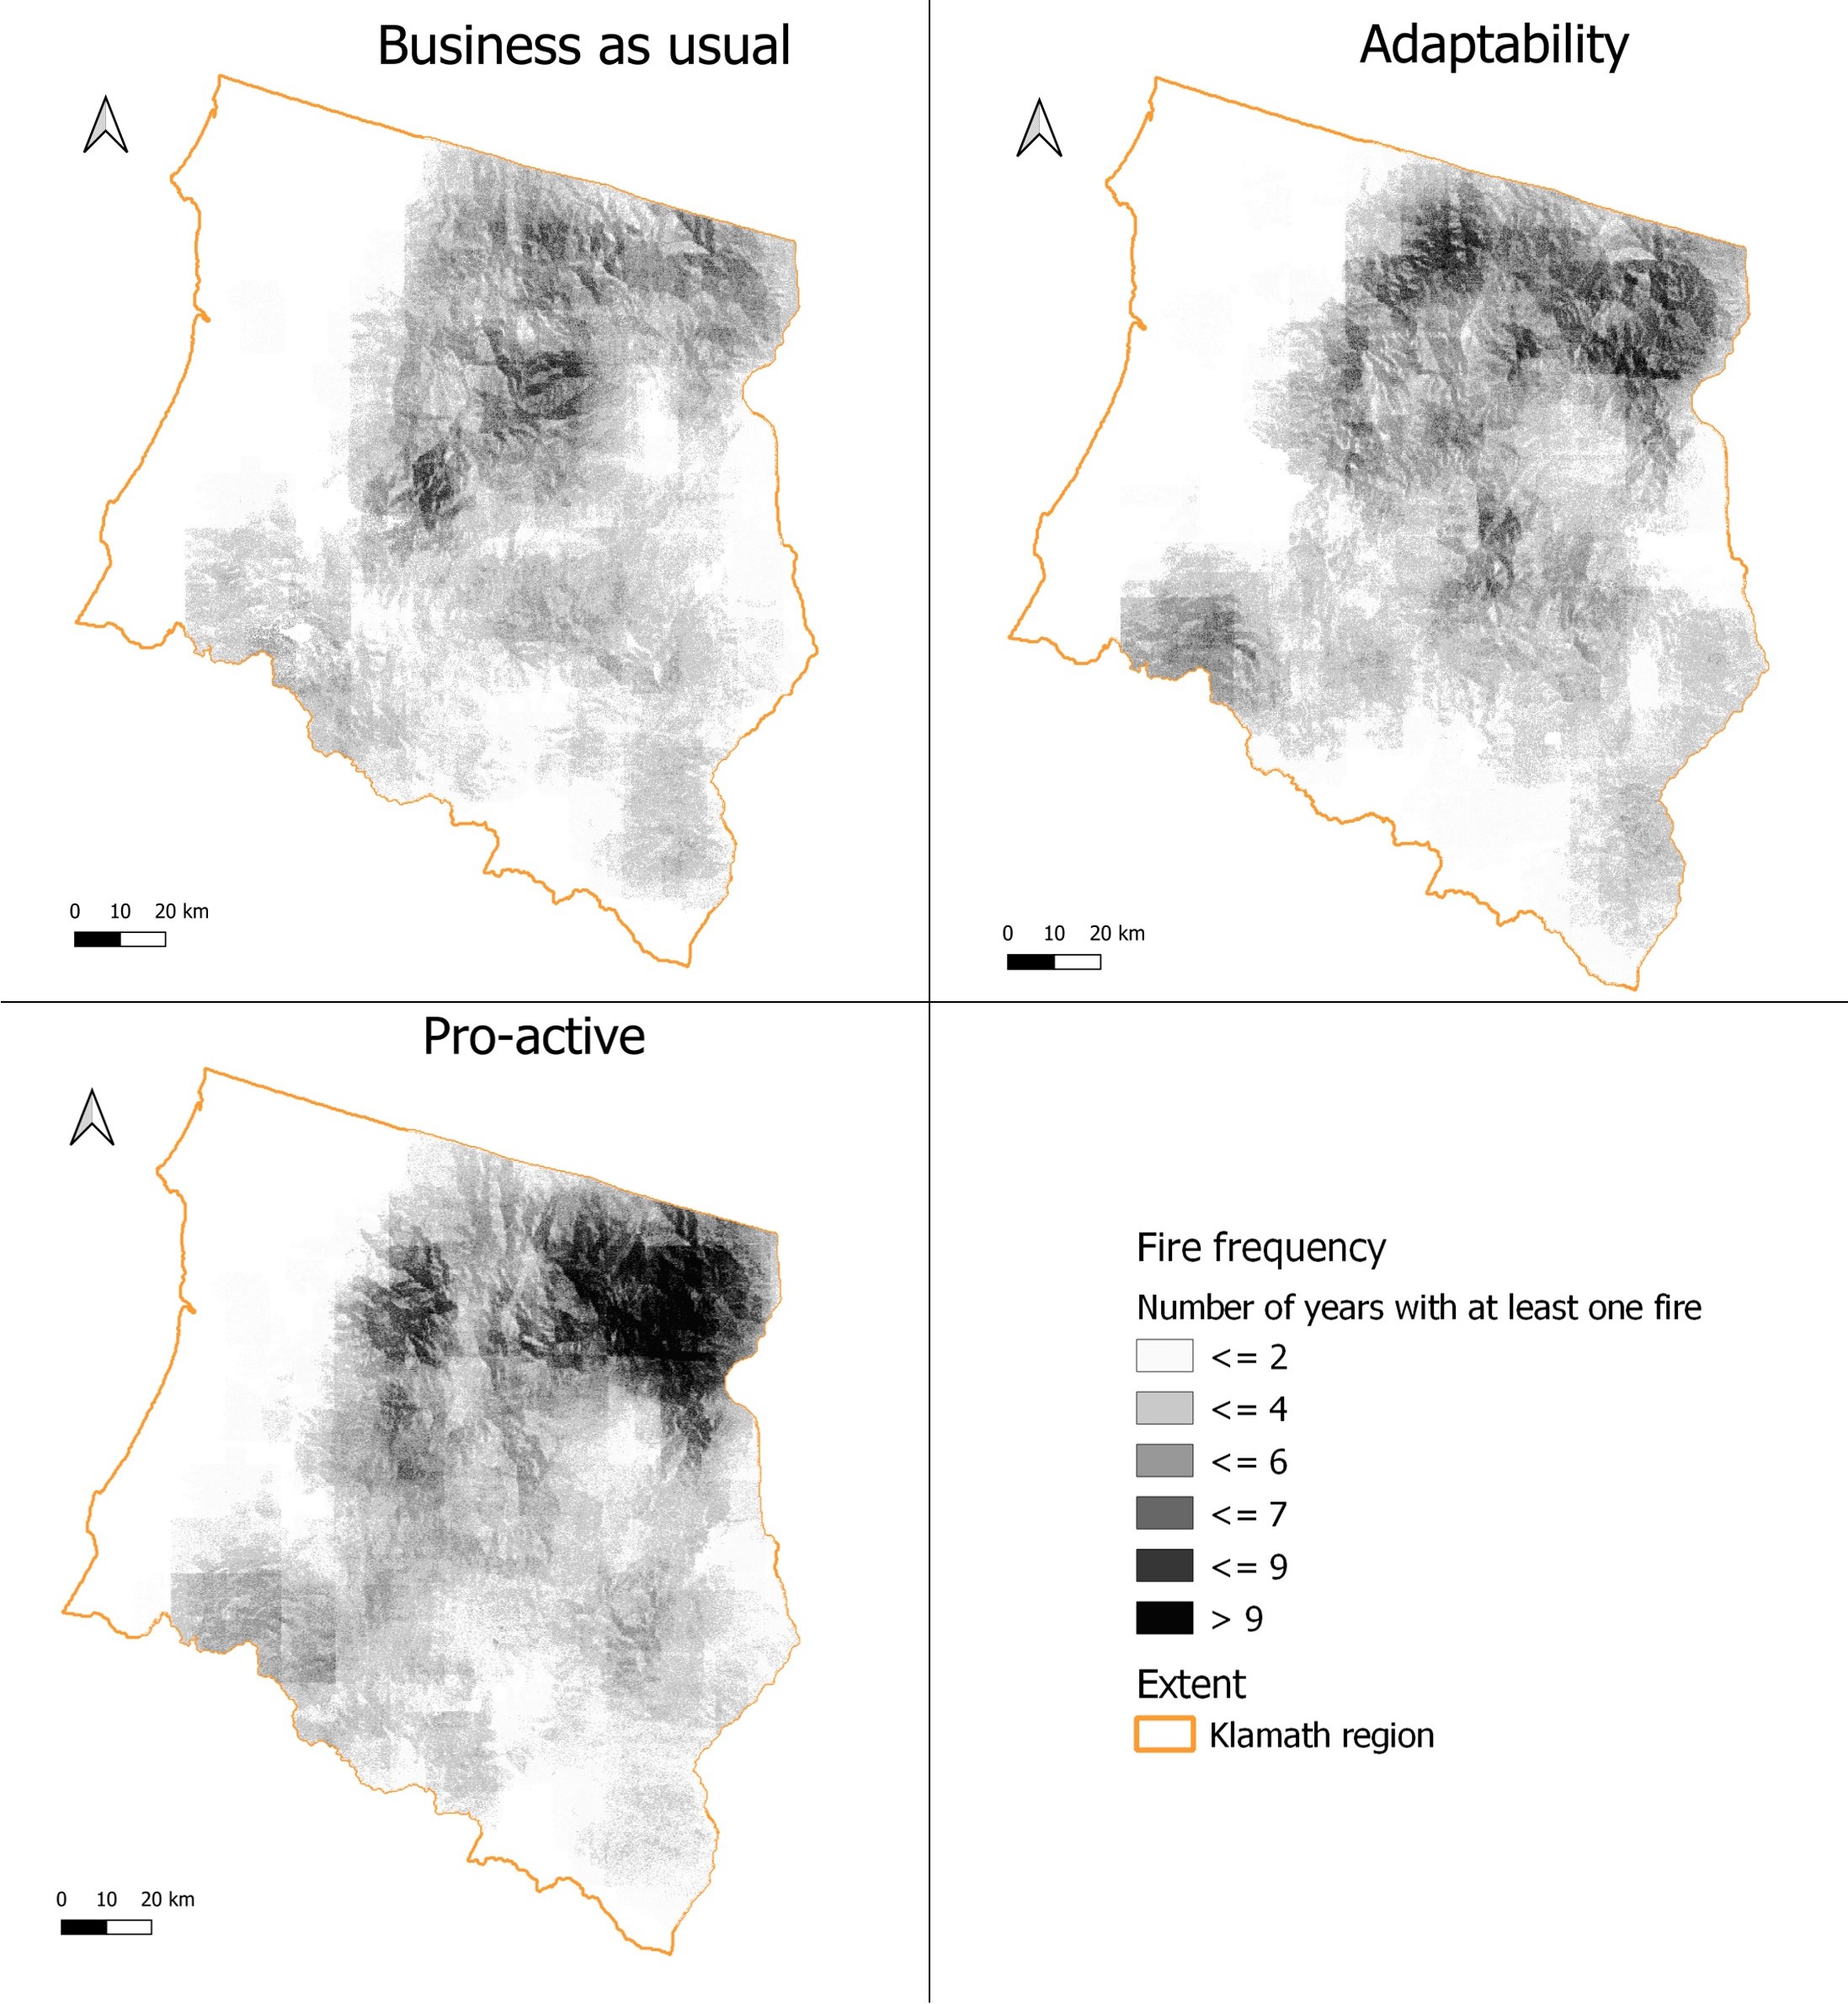 Business as usual
0 10 20 km
Adaptability
0 10 20 km
Pro-active
0 10 20 km
Fire frequency
Number of years with at least one fire
<= 2
<= 4
<= 6
<= 7
<= 9
> 9
Extent
Klamath region